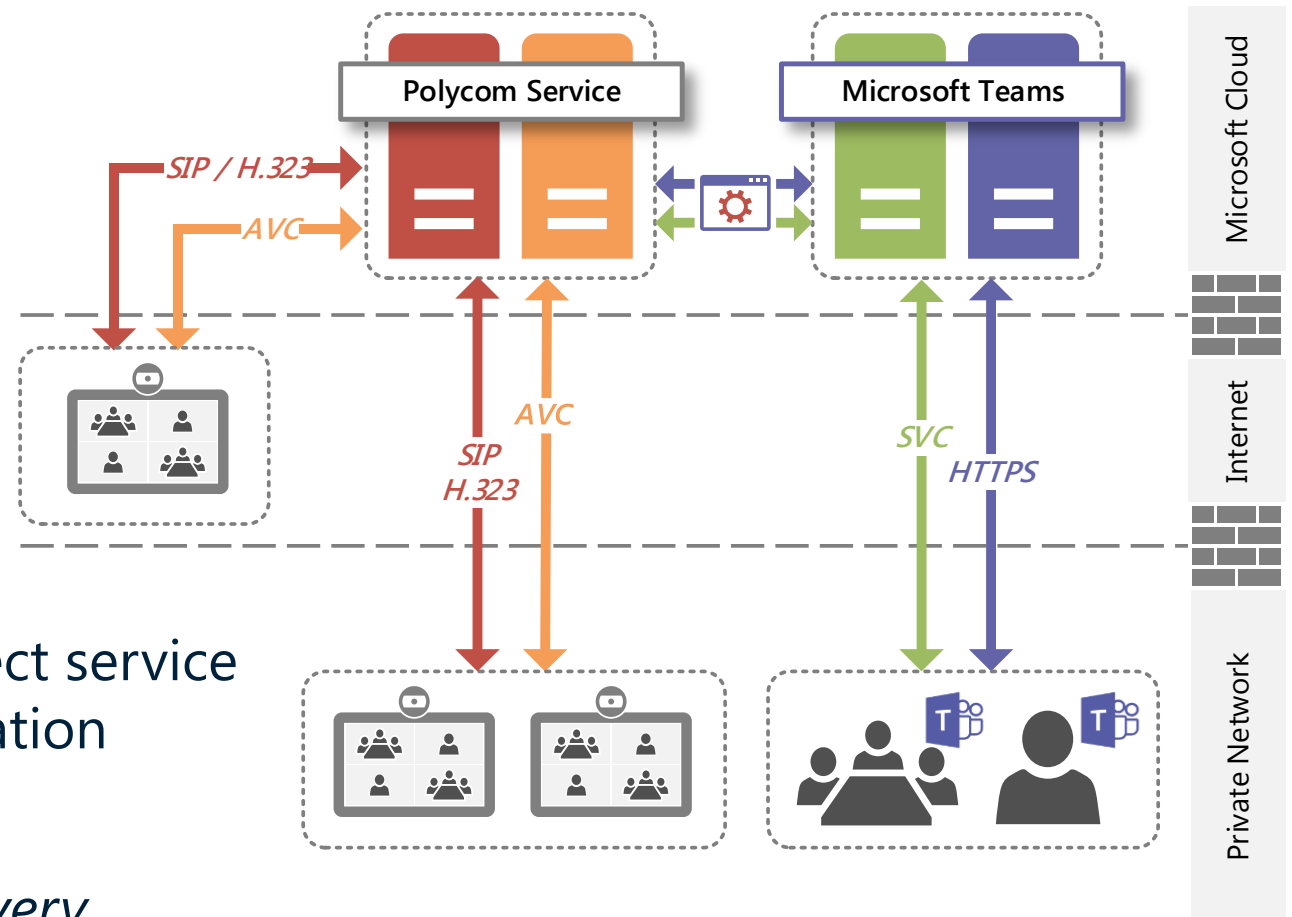 Polycom Service
Microsoft Teams
Microsoft Cloud
SIP / H.323
AVC
AVC
SIP
H.323
SVC
HTTPS
Internet
ect service
ation
T
T
Private Network
very